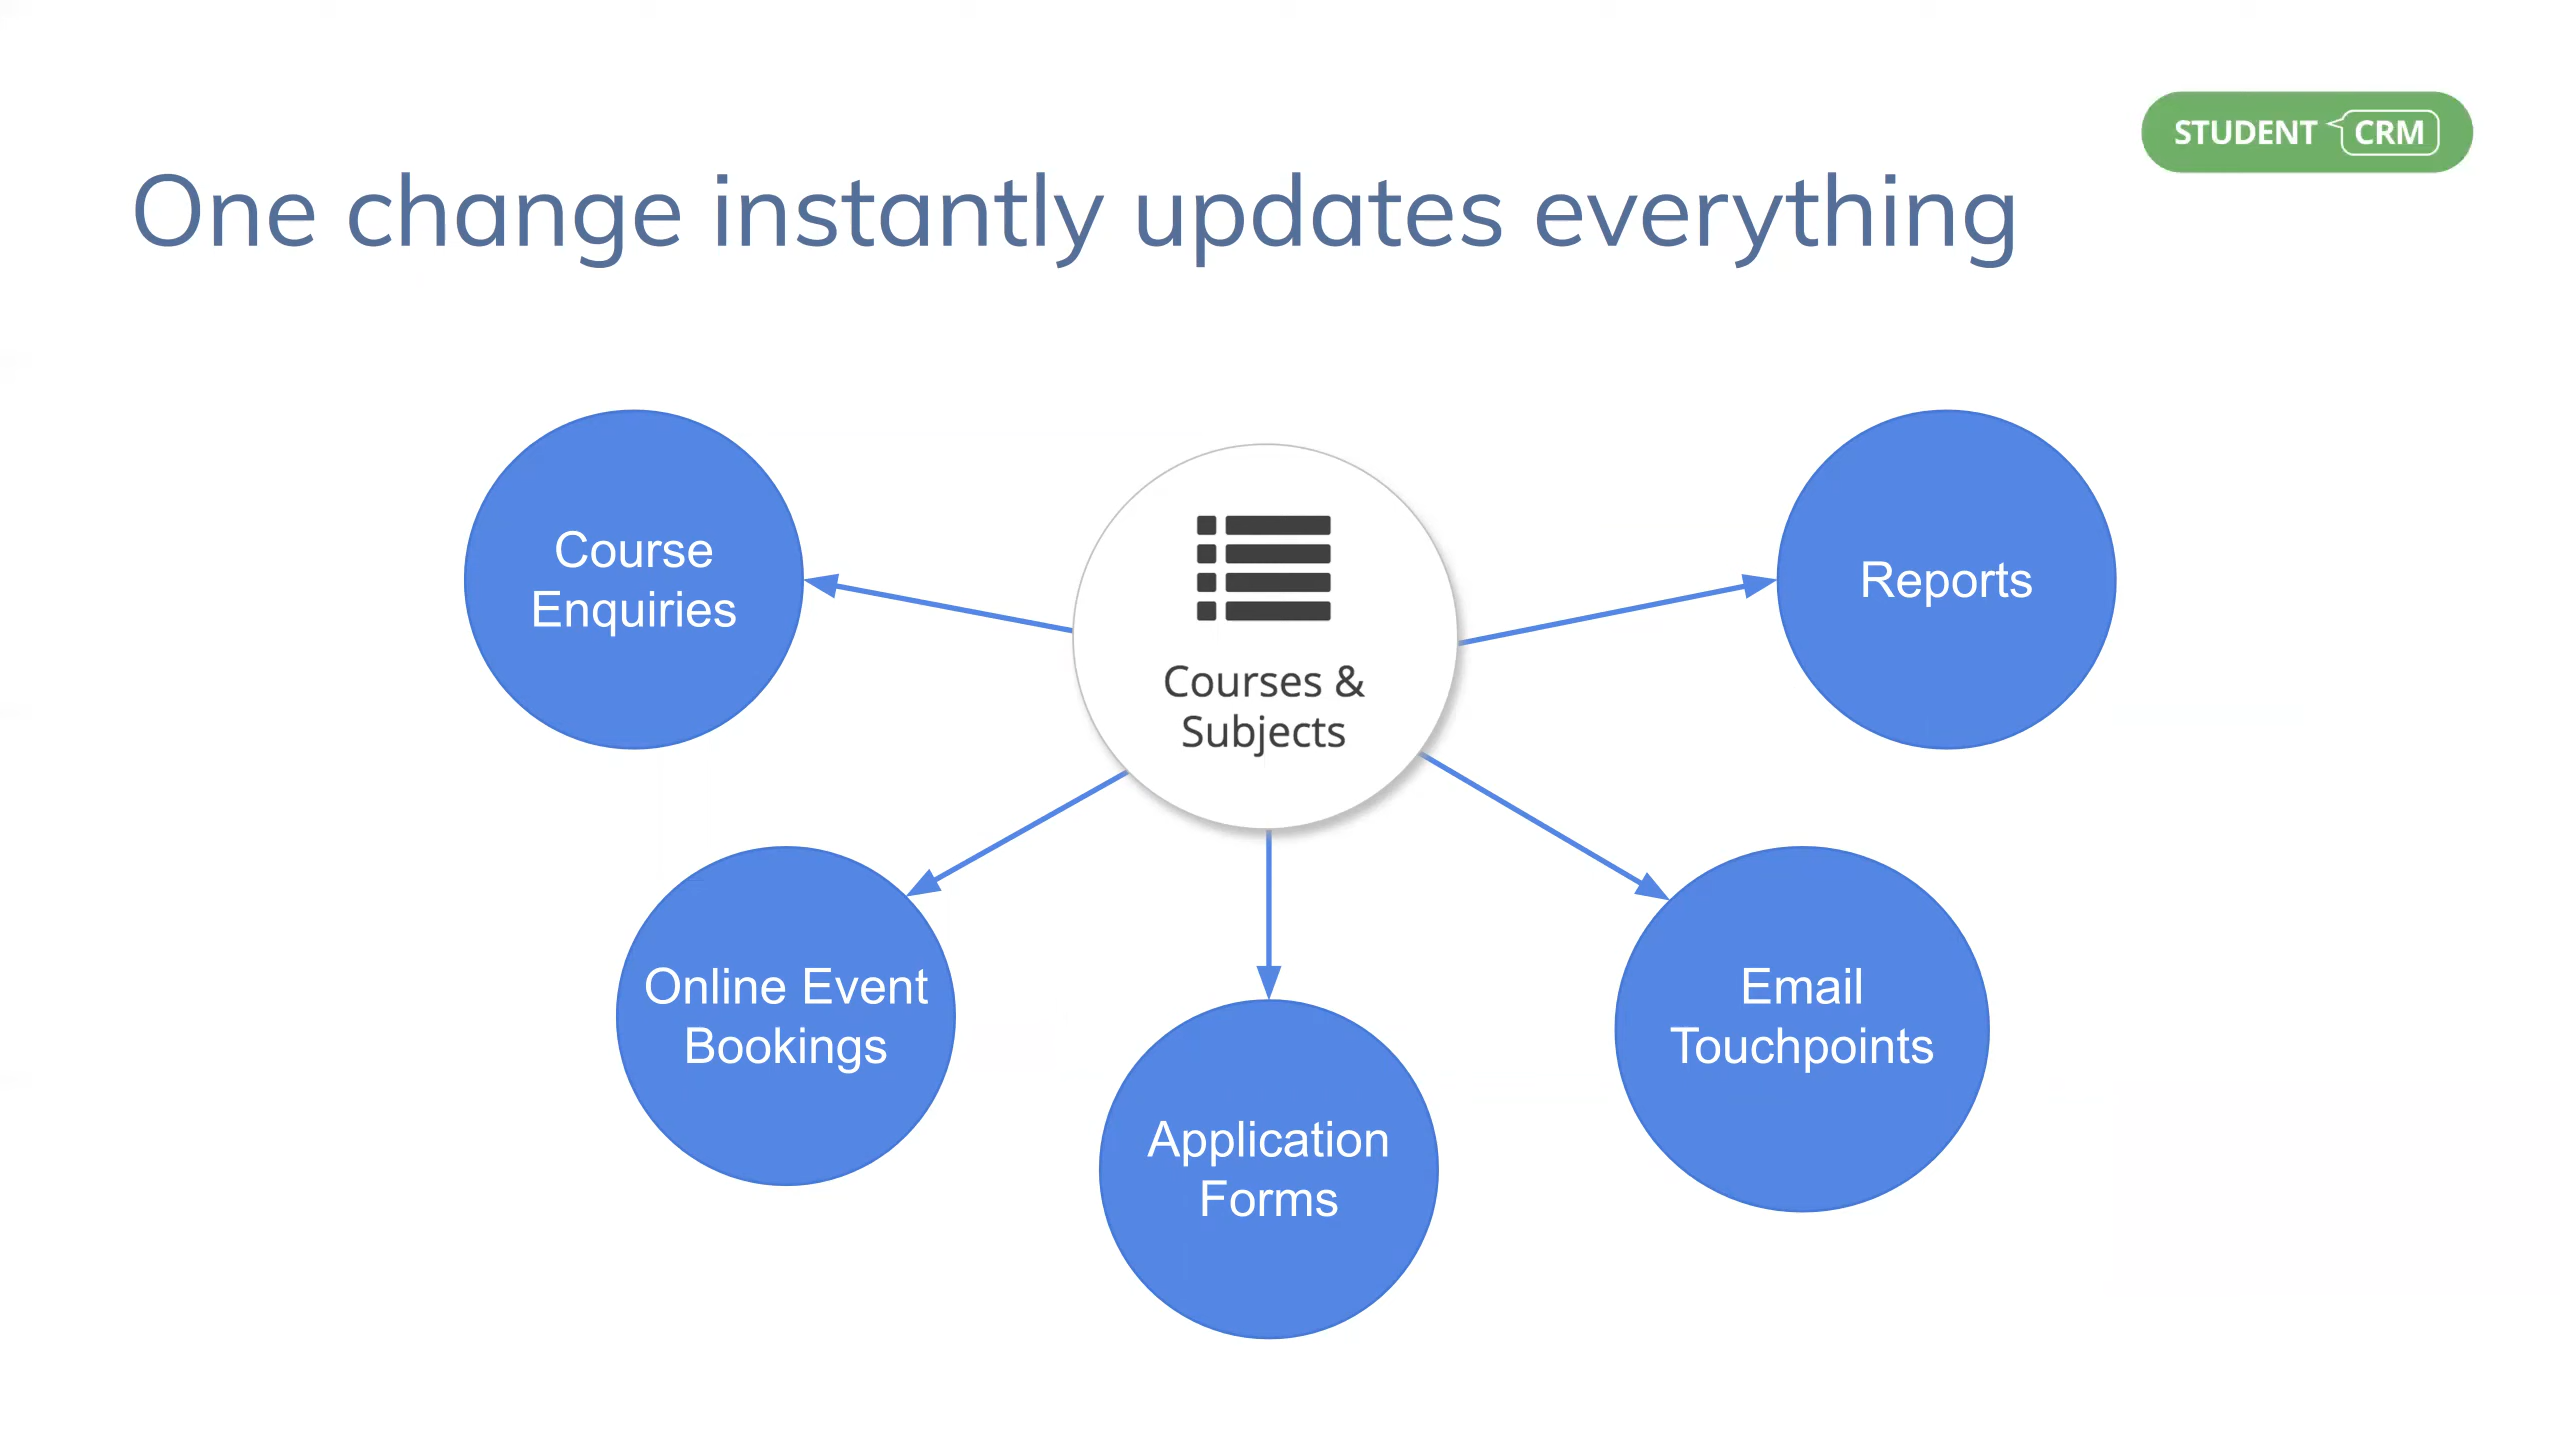 STUDENT CRM
One change instantly updates everything
Course
Enquiries
Courses &
Subjects
Reports
Online Event
Bookings
Application
Forms
Email
Touchpoints